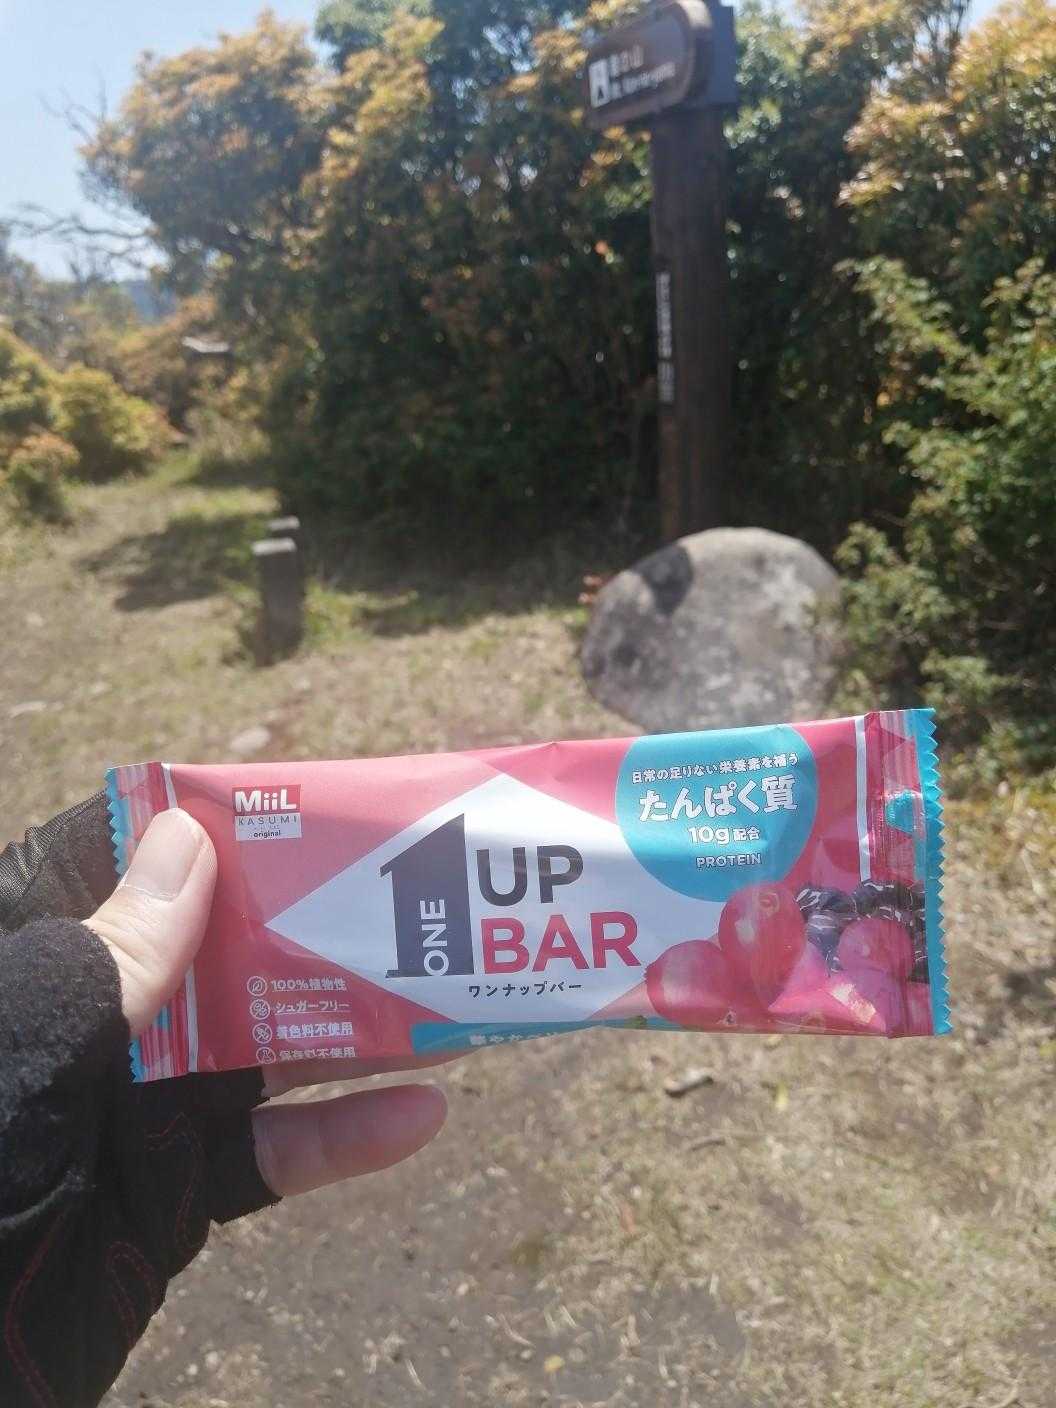 MiiL
KASUMI
original
日常の足りない栄養素を補う
たんぱく質
10g配合
PROTEIN
1
ONE
UP
BAR
ワンナップバー
100%植物性
シュガーフリー
着色料不使用
保存料不使用